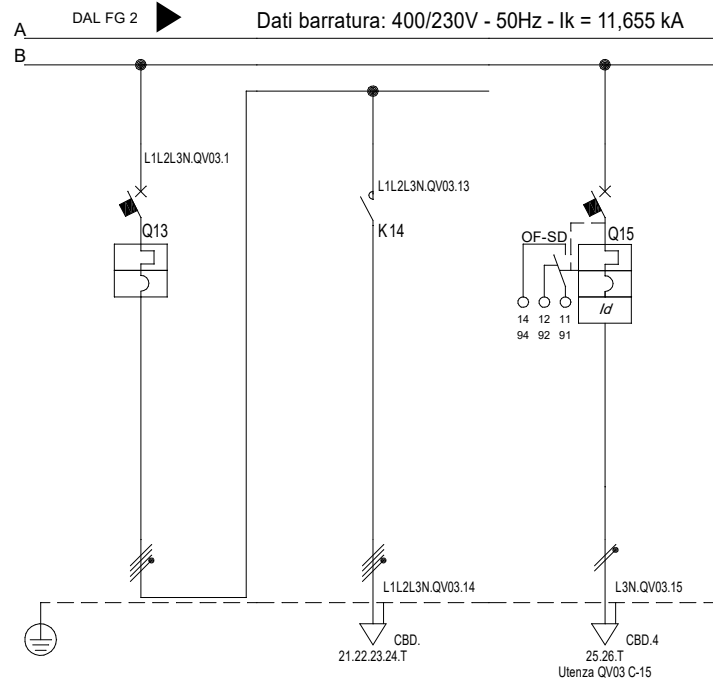 DAL FG 2
Dati barratura: 400/230V - 50Hz - Ik = 11,655 kA
A
B
L1L2L3N.QV03.1
L1L2L3N.QV03.13
Q13
K14
OF-SD
Q15
Id
14 12 11
94 92 91
L1L2L3N.QV03.14
L3N.QV03.15
CBD.
21.22.23.24.T
CBD.4
25.26.T
Utenza QV03 C-15